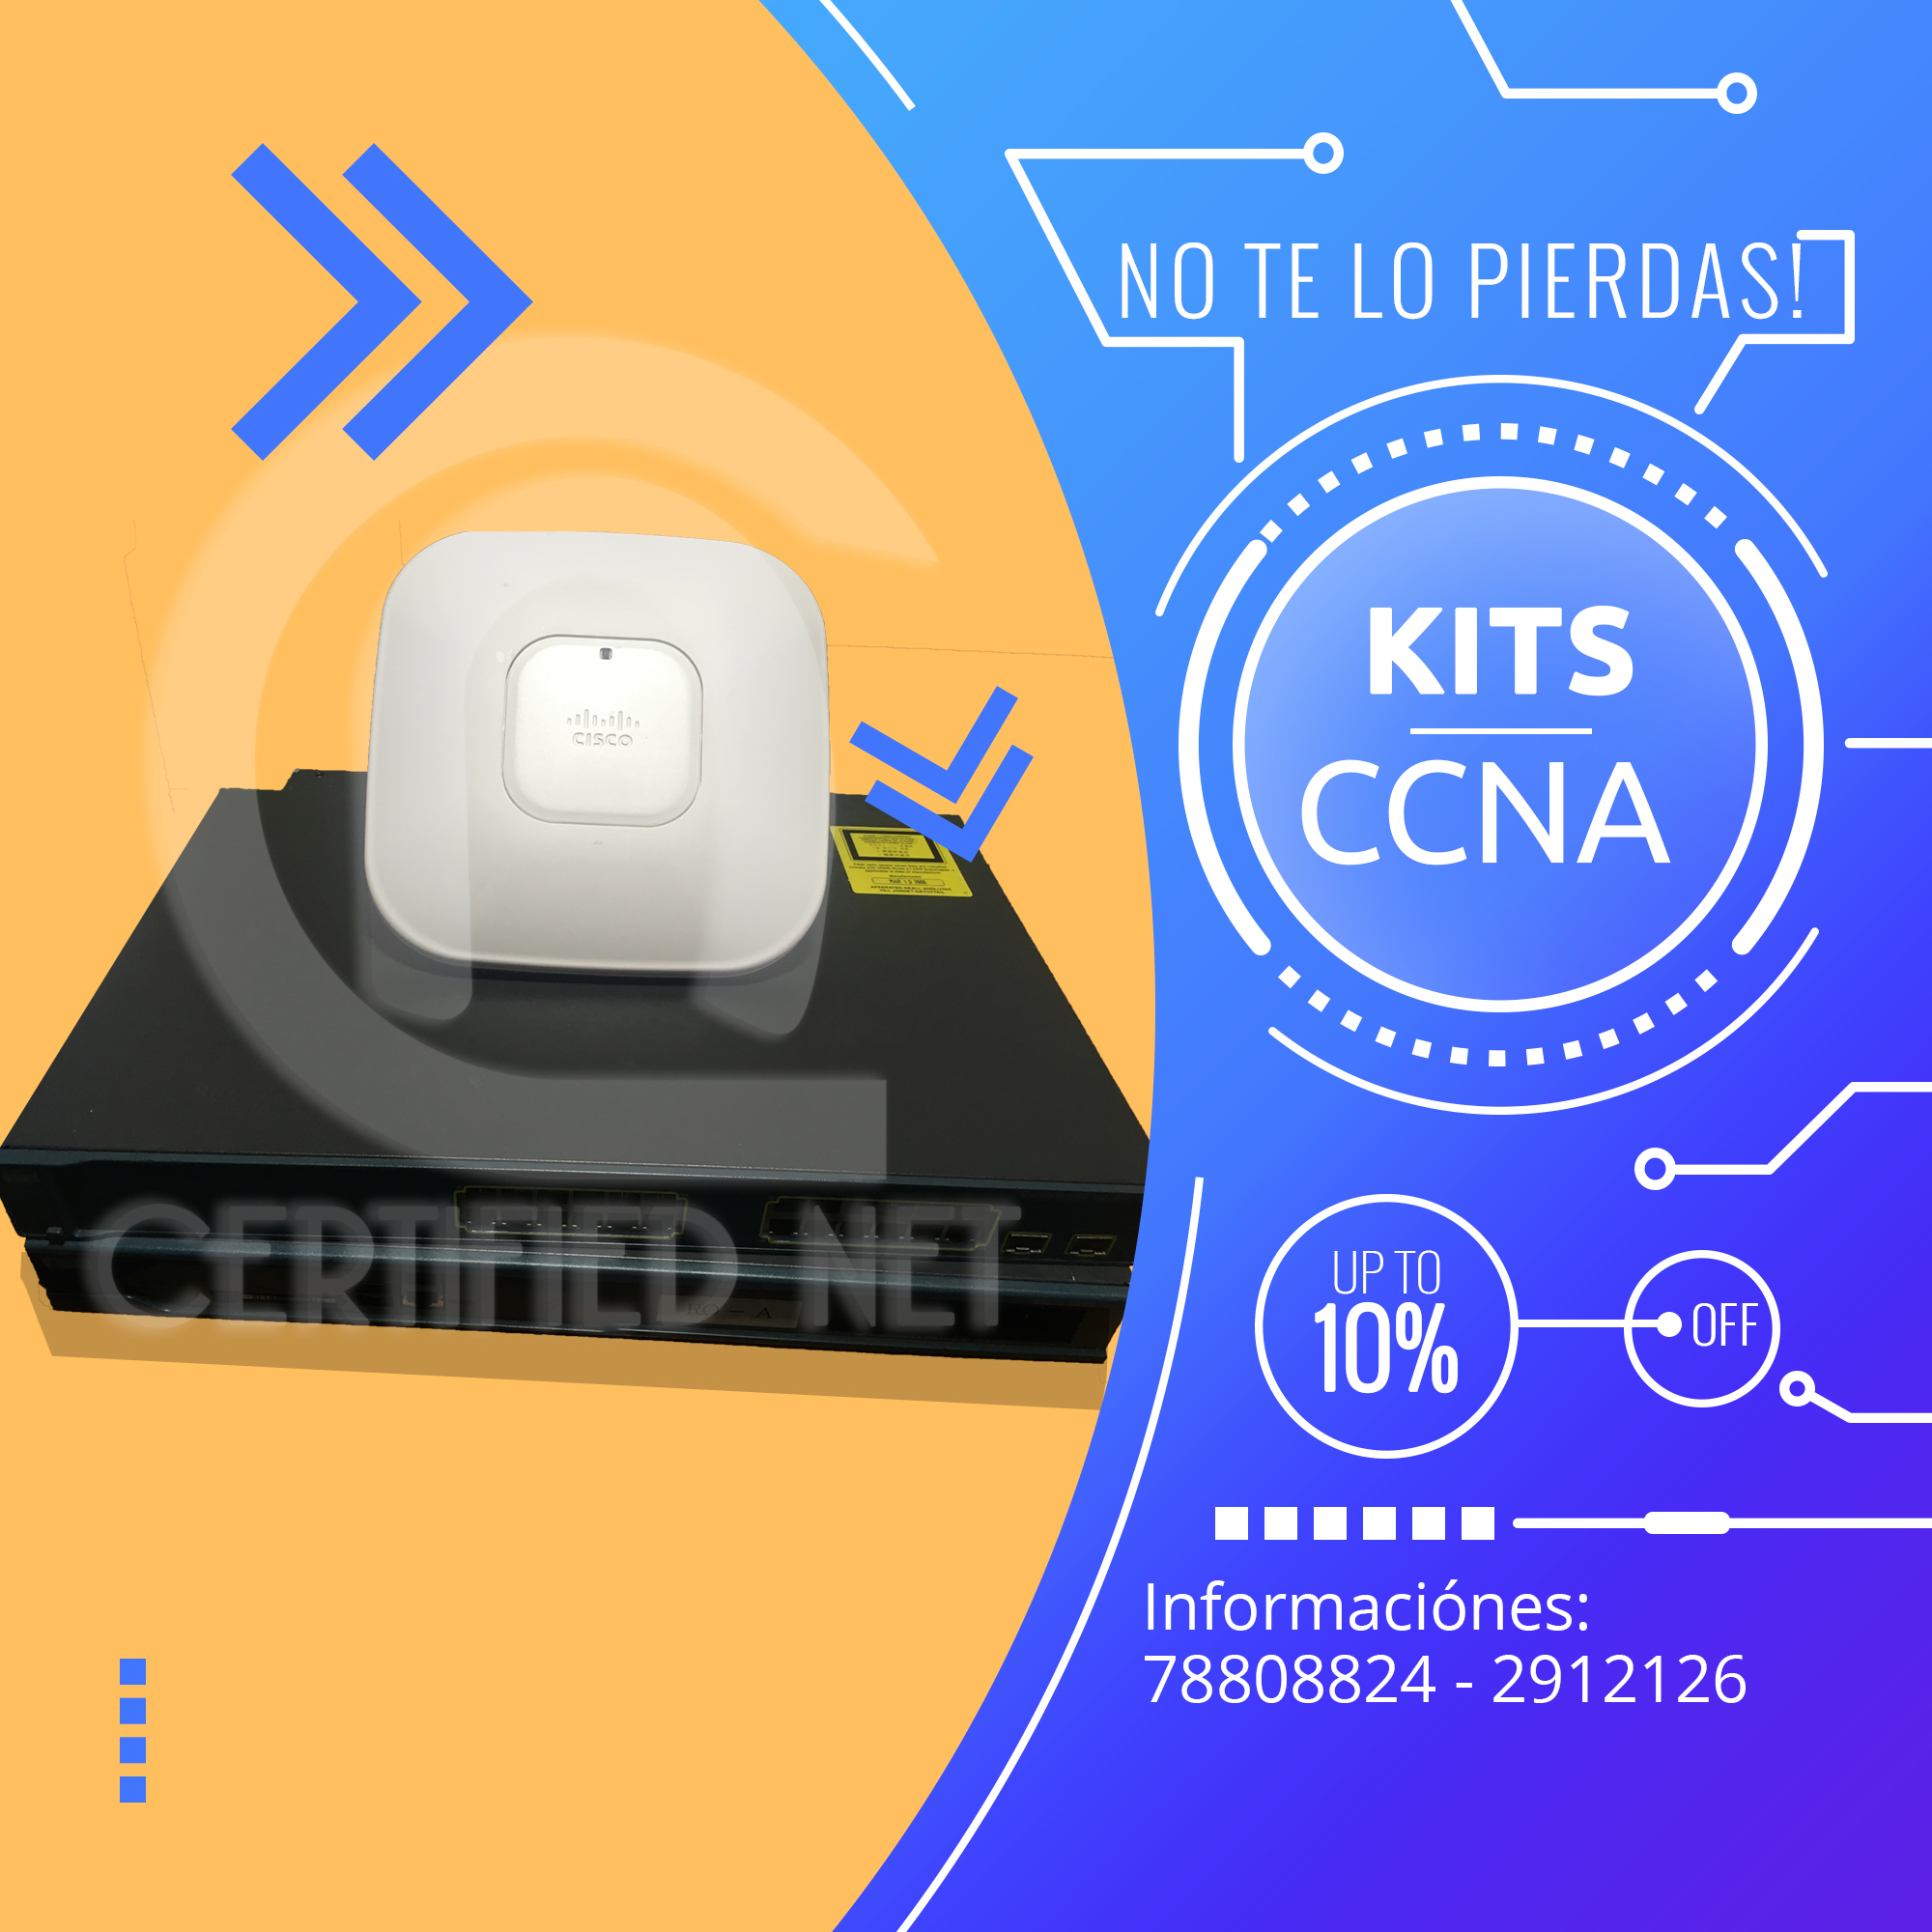 NO TE LO PIERDAS!
KITS
CCNA
CISCO
CERTIFIED NET
UP TO
10%
OFF
Informaciónes:
78808824 - 2912126